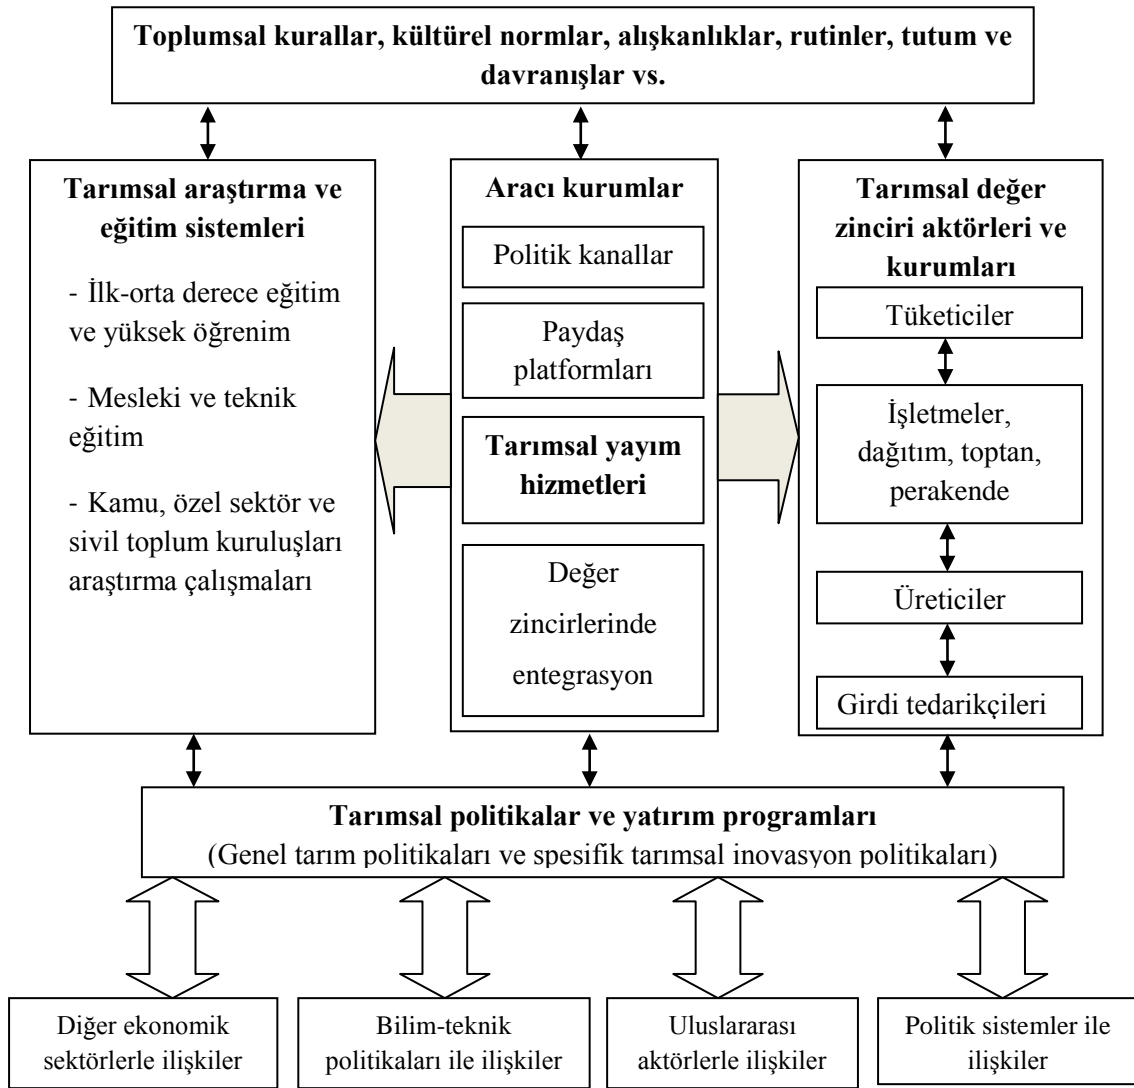 Toplumsal kurallar, kültürel normlar, alışkanlıklar, rutinler, tutum ve
davranışlar vs.
Tarımsal araştırma ve
eğitim sistemleri
- İlk-orta derece eğitim
ve yüksek öğrenim
- Mesleki ve teknik
eğitim
- Kamu, özel sektör ve
sivil toplum kuruluşları
araştırma çalışmaları
Aracı kurumlar
Politik kanallar
Paydaş
platformları
Tarımsal yayım
hizmetleri
Değer
zincirlerinde
entegrasyon
Tarımsal değer
zinciri aktörleri ve
kurumları
Tüketiciler
İşletmeler,
dağıtım, toptan,
perakende
Üreticiler
Girdi tedarikçileri
Tarımsal politikalar ve yatırım programları
(Genel tarım politikaları ve spesifik tarımsal inovasyon politikaları)
Diğer ekonomik
sektörlerle ilişkiler
Bilim-teknik
politikaları ile ilişkiler
Uluslararası
aktörlerle ilişkiler
Politik sistemler ile
ilişkiler